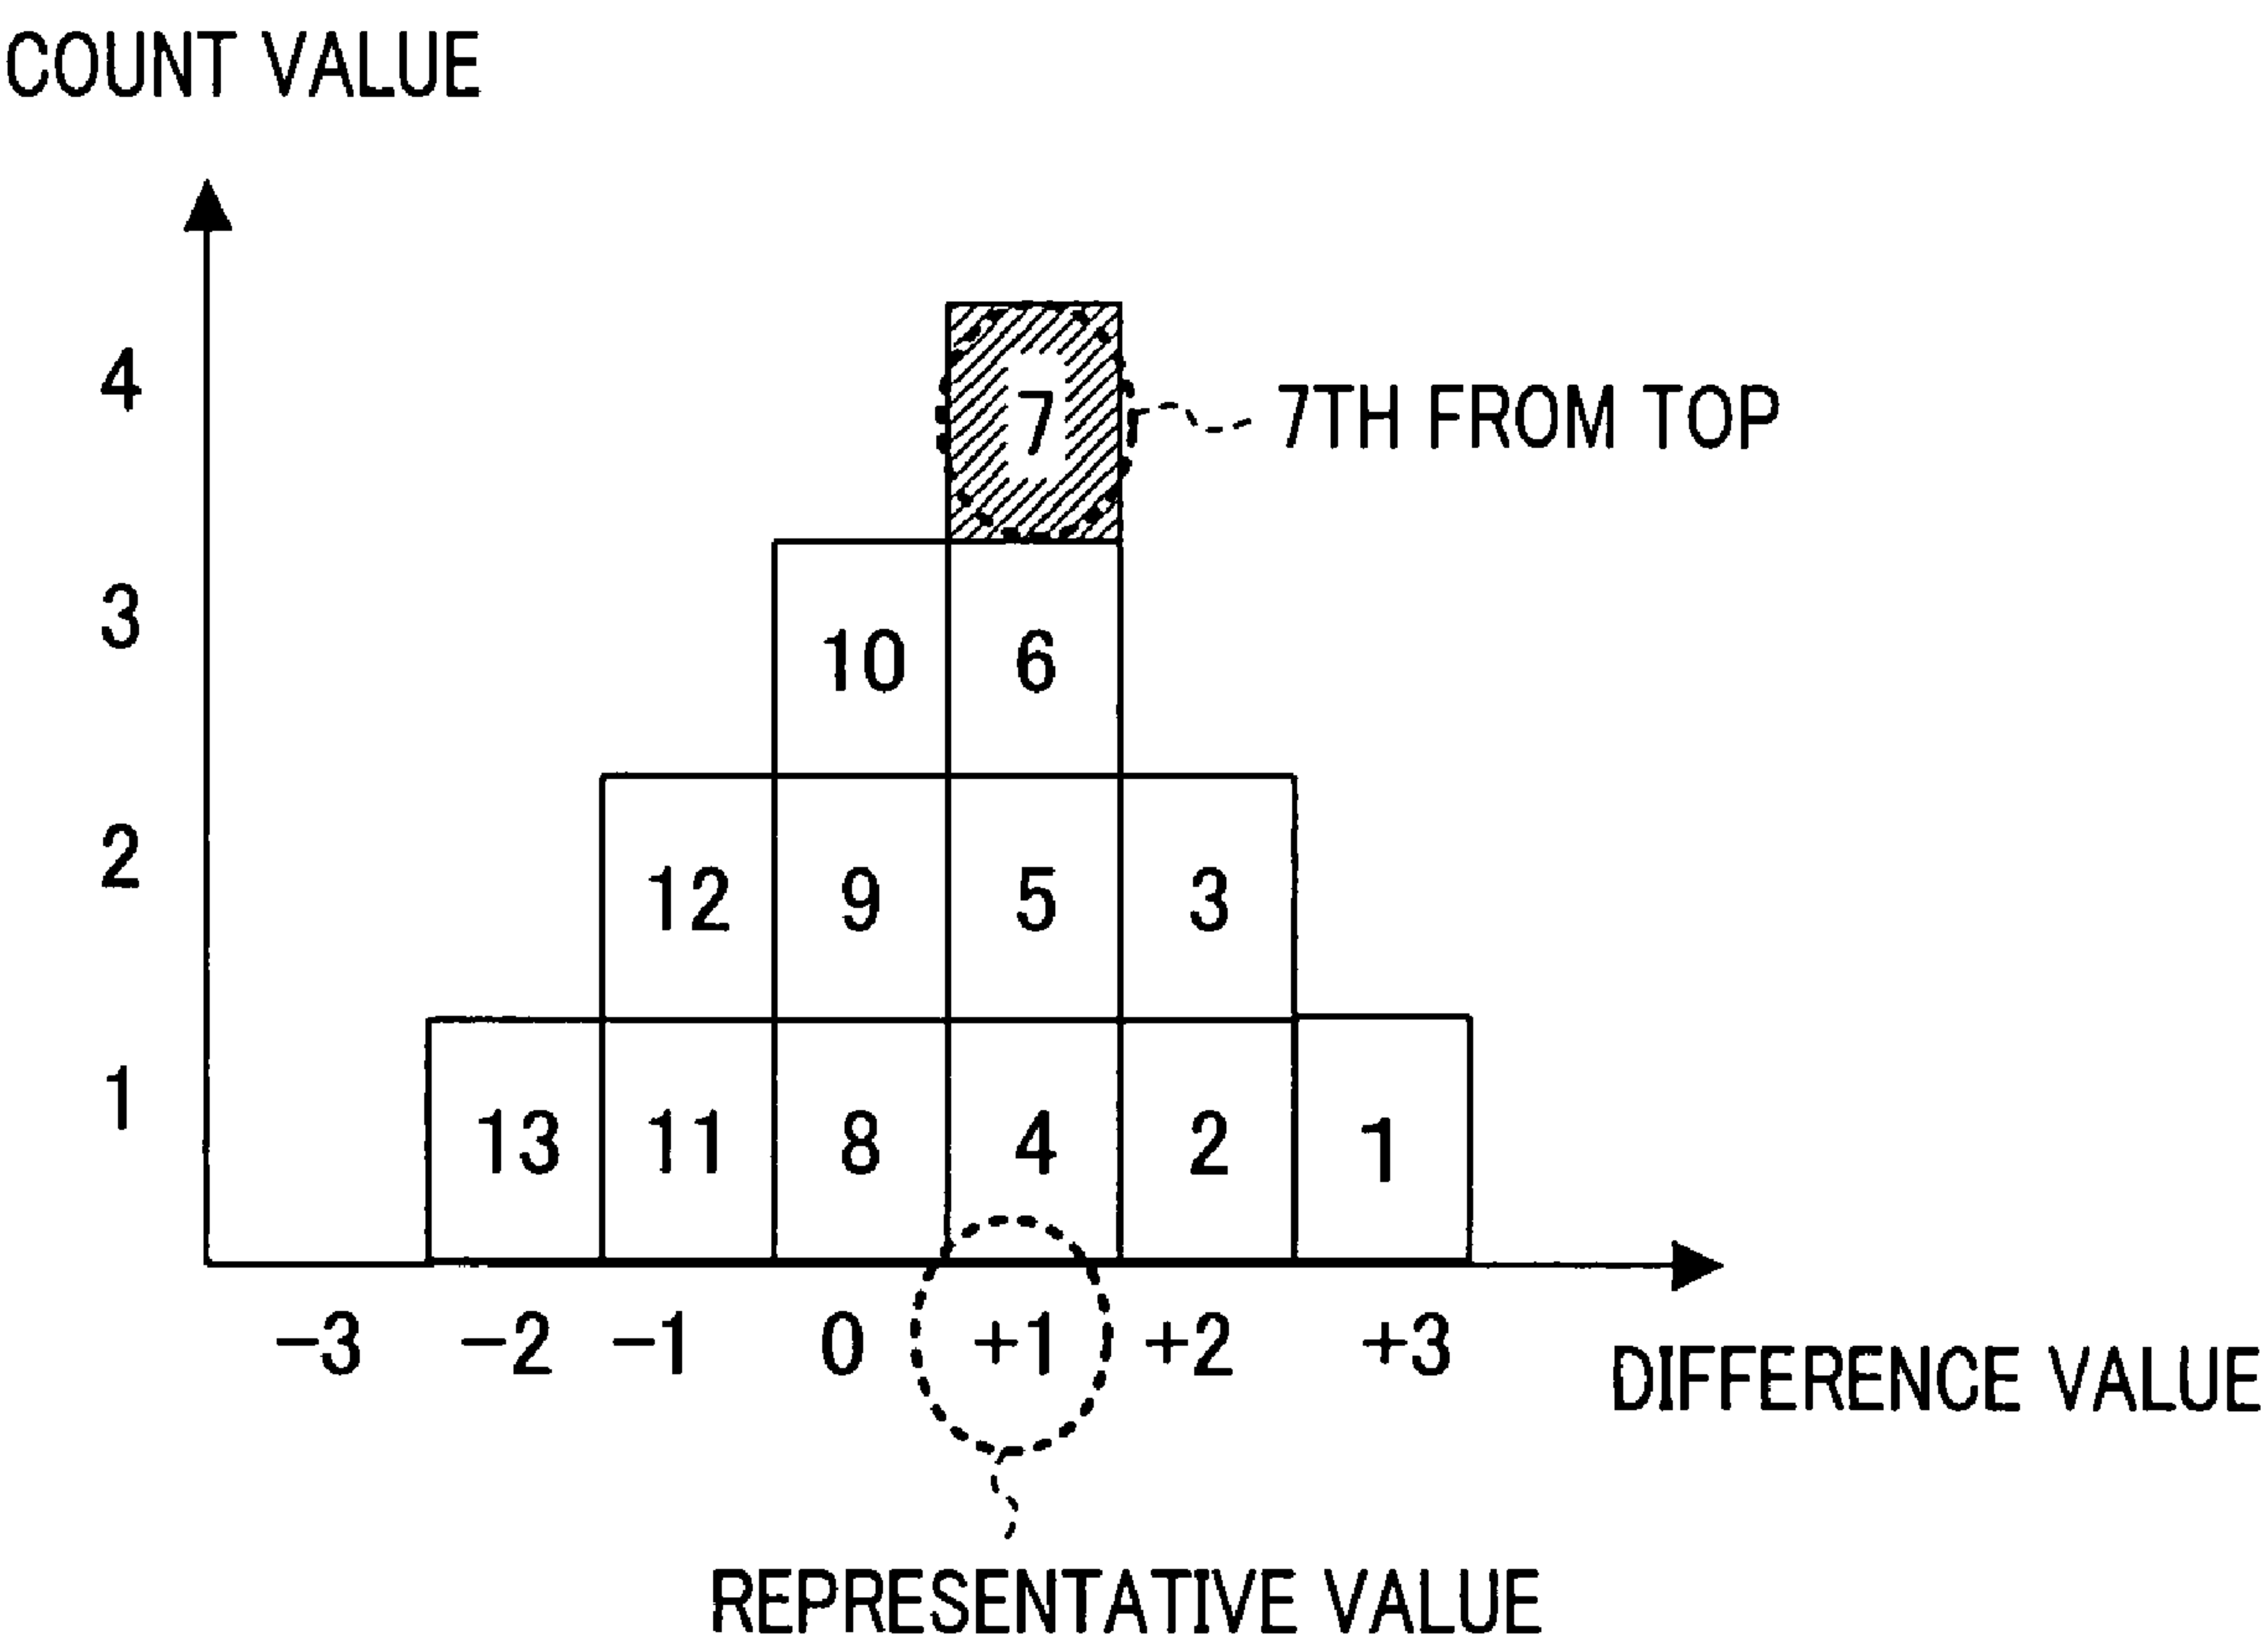 COUNT VALUE
4
7
7TH FROM TOP
3
10 6
2
12 9 5 3
1
13 11 8 4 2 1
−3 −2 −1 0 +1 +2 +3
DIFFERENCE VALUE
REPRESENTATIVE VALUE